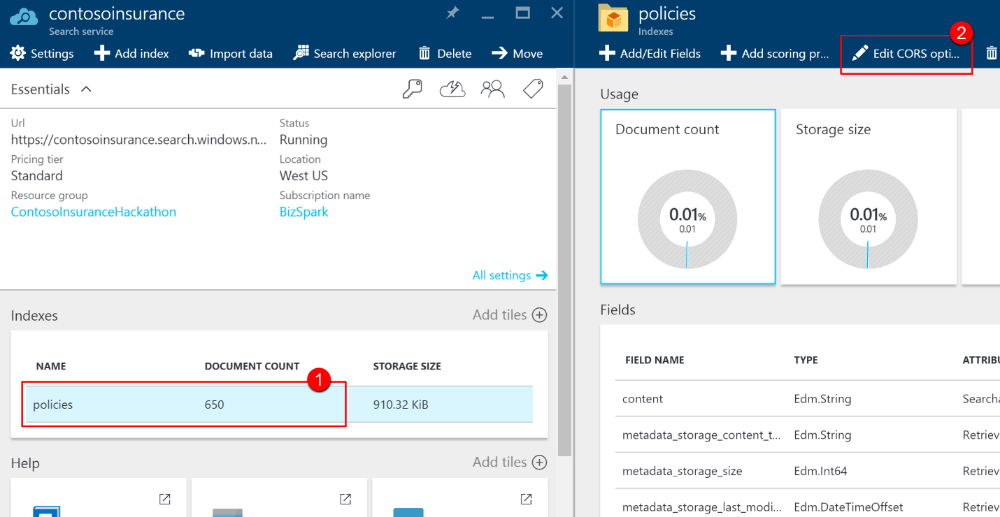 contosoinsurance
Search service
Settings Add index Import data Search explorer Delete Move
Essentials
Url
https://contosoinsurance.search.windows.n...
Status
Running
Pricing tier
Standard
Location
West US
Resource group
ContosoInsuranceHackathon
Subscription name
BizSpark
All settings
Indexes
Add tiles
NAME DOCUMENT COUNT STORAGE SIZE
1
policies 650 910.32 KiB
Help
Add tiles
policies
Indexes
2
Add/Edit Fields Add scoring pr... Edit CORS opti...
Usage
Document count
0.01%
0.01
Storage size
0.01%
0.01
Fields
FIELD NAME TYPE ATTRIBU
content Edm.String Searcha
metadata_storage_content_t... Edm.String Retriev
metadata_storage_size Edm.Int64 Retriev
metadata_storage_last_modi... Edm.DateTimeOffset Retriev